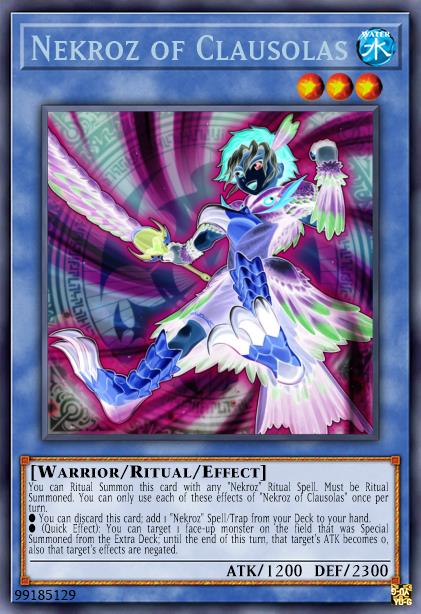 Nekroz of Clausolas
WATER
水
[Warrior/Ritual/Effect]
You can Ritual Summon this card with any "Nekroz" Ritual Spell. Must be Ritual
Summoned. You can only use each of these effects of "Nekroz of Clausolas" once per
turn.
● You can discard this card; add 1 "Nekroz" Spell/Trap from your Deck to your hand.
● (Quick Effect): You can target 1 face-up monster on the field that was Special
Summoned from the Extra Deck; until the end of this turn, that target's ATK becomes 0,
also that target's effects are negated.
ATK/1200 DEF/2300
99185129